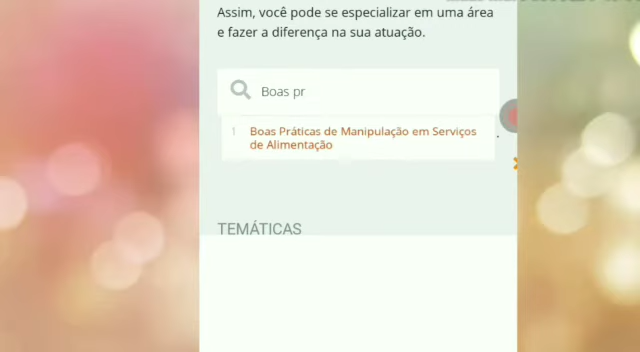 Assim, você pode se especializar em uma área
e fazer a diferença na sua atuação.
Boas pr
1 Boas Práticas de Manipulação em Serviços
de Alimentação
TEMÁTICAS